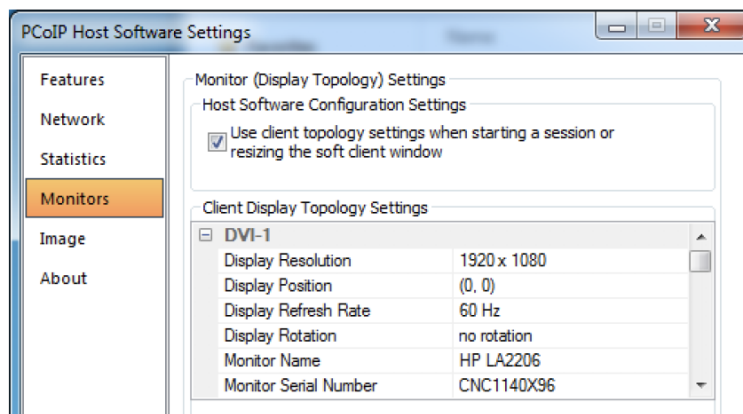 PCoIP Host Software Settings
Features
Network
Statistics
Monitors
Image
About
Monitor (Display Topology) Settings
Host Software Configuration Settings
Use client topology settings when starting a session or
resizing the soft client window
Client Display Topology Settings
DVI-1
Display Resolution 1920 x 1080
Display Position (0, 0)
Display Refresh Rate 60 Hz
Display Rotation no rotation
Monitor Name HP LA2206
Monitor Serial Number CNC1140X96